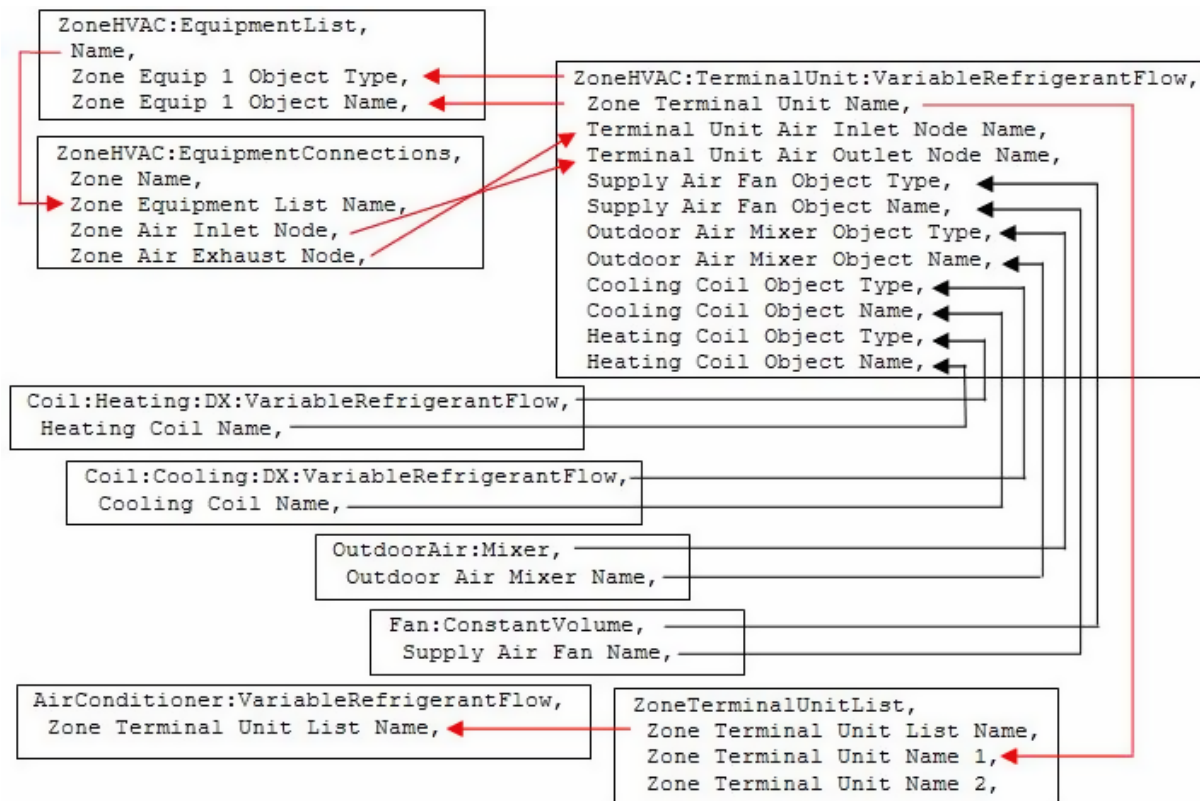 ZoneHVAC:EquipmentList,
Name,
Zone Equip 1 Object Type,
Zone Equip 1 Object Name,
ZoneHVAC:EquipmentConnections,
Zone Name,
Zone Equipment List Name,
Zone Air Inlet Node,
Zone Air Exhaust Node,
ZoneHVAC:TerminalUnit:VariableRefrigerantFlow,
Zone Terminal Unit Name,
Terminal Unit Air Inlet Node Name,
Terminal Unit Air Outlet Node Name,
Supply Air Fan Object Type,
Supply Air Fan Object Name,
Outdoor Air Mixer Object Type,
Outdoor Air Mixer Object Name,
Cooling Coil Object Type,
Cooling Coil Object Name,
Heating Coil Object Type,
Heating Coil Object Name,
Coil:Heating:DX:VariableRefrigerantFlow,
Heating Coil Name,
Coil:Cooling:DX:VariableRefrigerantFlow,
Cooling Coil Name,
OutdoorAir:Mixer,
Outdoor Air Mixer Name,
Fan:ConstantVolume,
Supply Air Fan Name,
AirConditioner:VariableRefrigerantFlow,
Zone Terminal Unit List Name,
ZoneTerminalUnitList,
Zone Terminal Unit List Name,
Zone Terminal Unit Name 1,
Zone Terminal Unit Name 2,